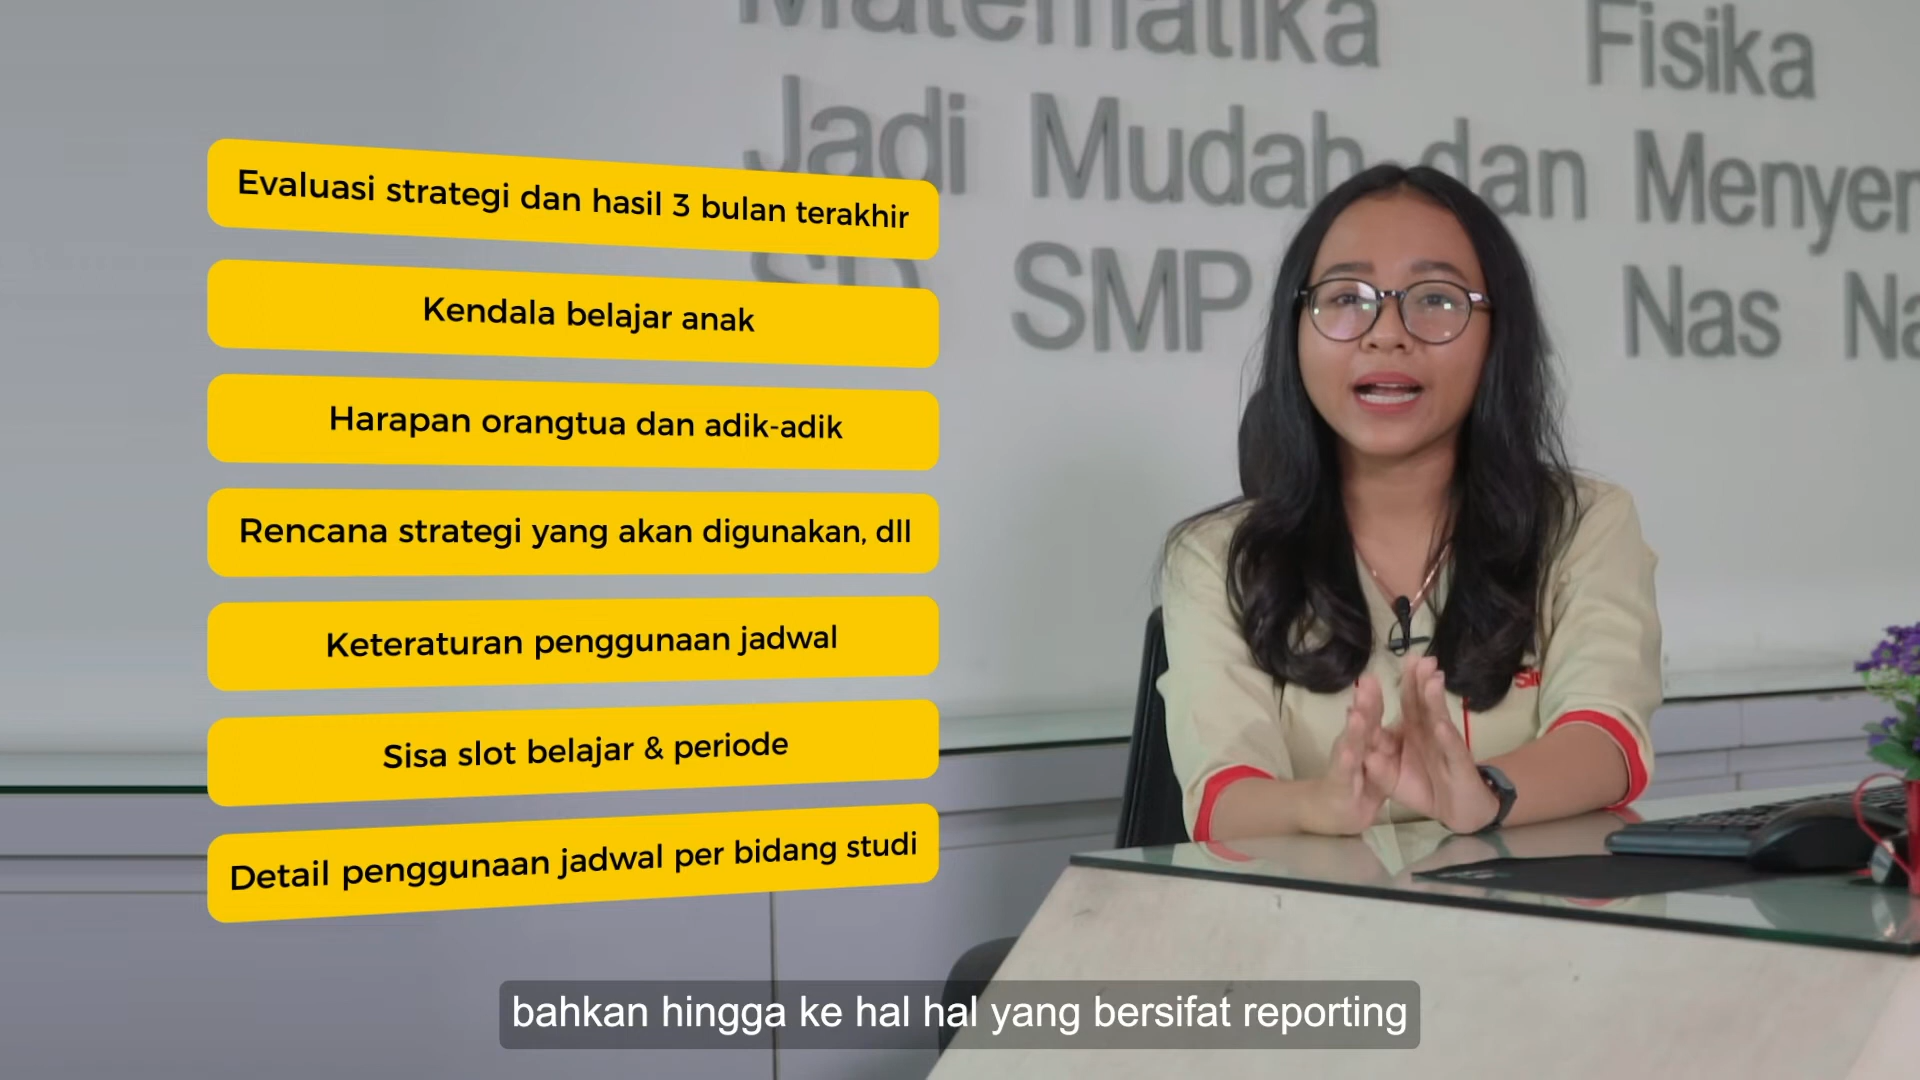 Matematika Fisika
Jadi Mudah dan
SMP Nas
Evaluasi strategi dan hasil 3 bulan terakhir
Kendala belajar anak
Harapan orangtua dan adik-adik
Rencana strategi yang akan digunakan, dll
Keteraturan penggunaan jadwal
Sisa slot belajar & periode
Detail penggunaan jadwal per bidang studi
bahkan hingga ke hal hal yang bersifat reporting